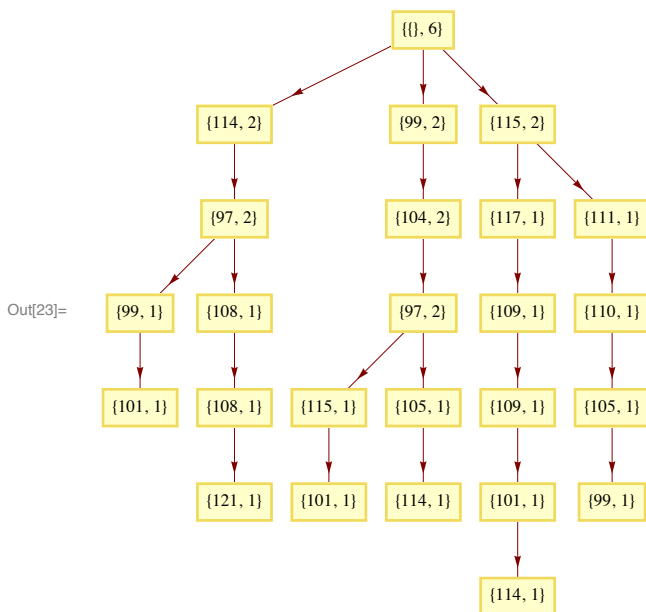 {{}, 6}
{114, 2} {99, 2} {115, 2}
{97, 2} {104, 2} {117, 1} {111, 1}
Out[23]= {99, 1} {108, 1} {97, 2} {109, 1} {110, 1}
{101, 1} {108, 1} {115, 1} {105, 1} {109, 1} {105, 1}
{121, 1} {101, 1} {114, 1} {101, 1} {99, 1}
{114, 1}